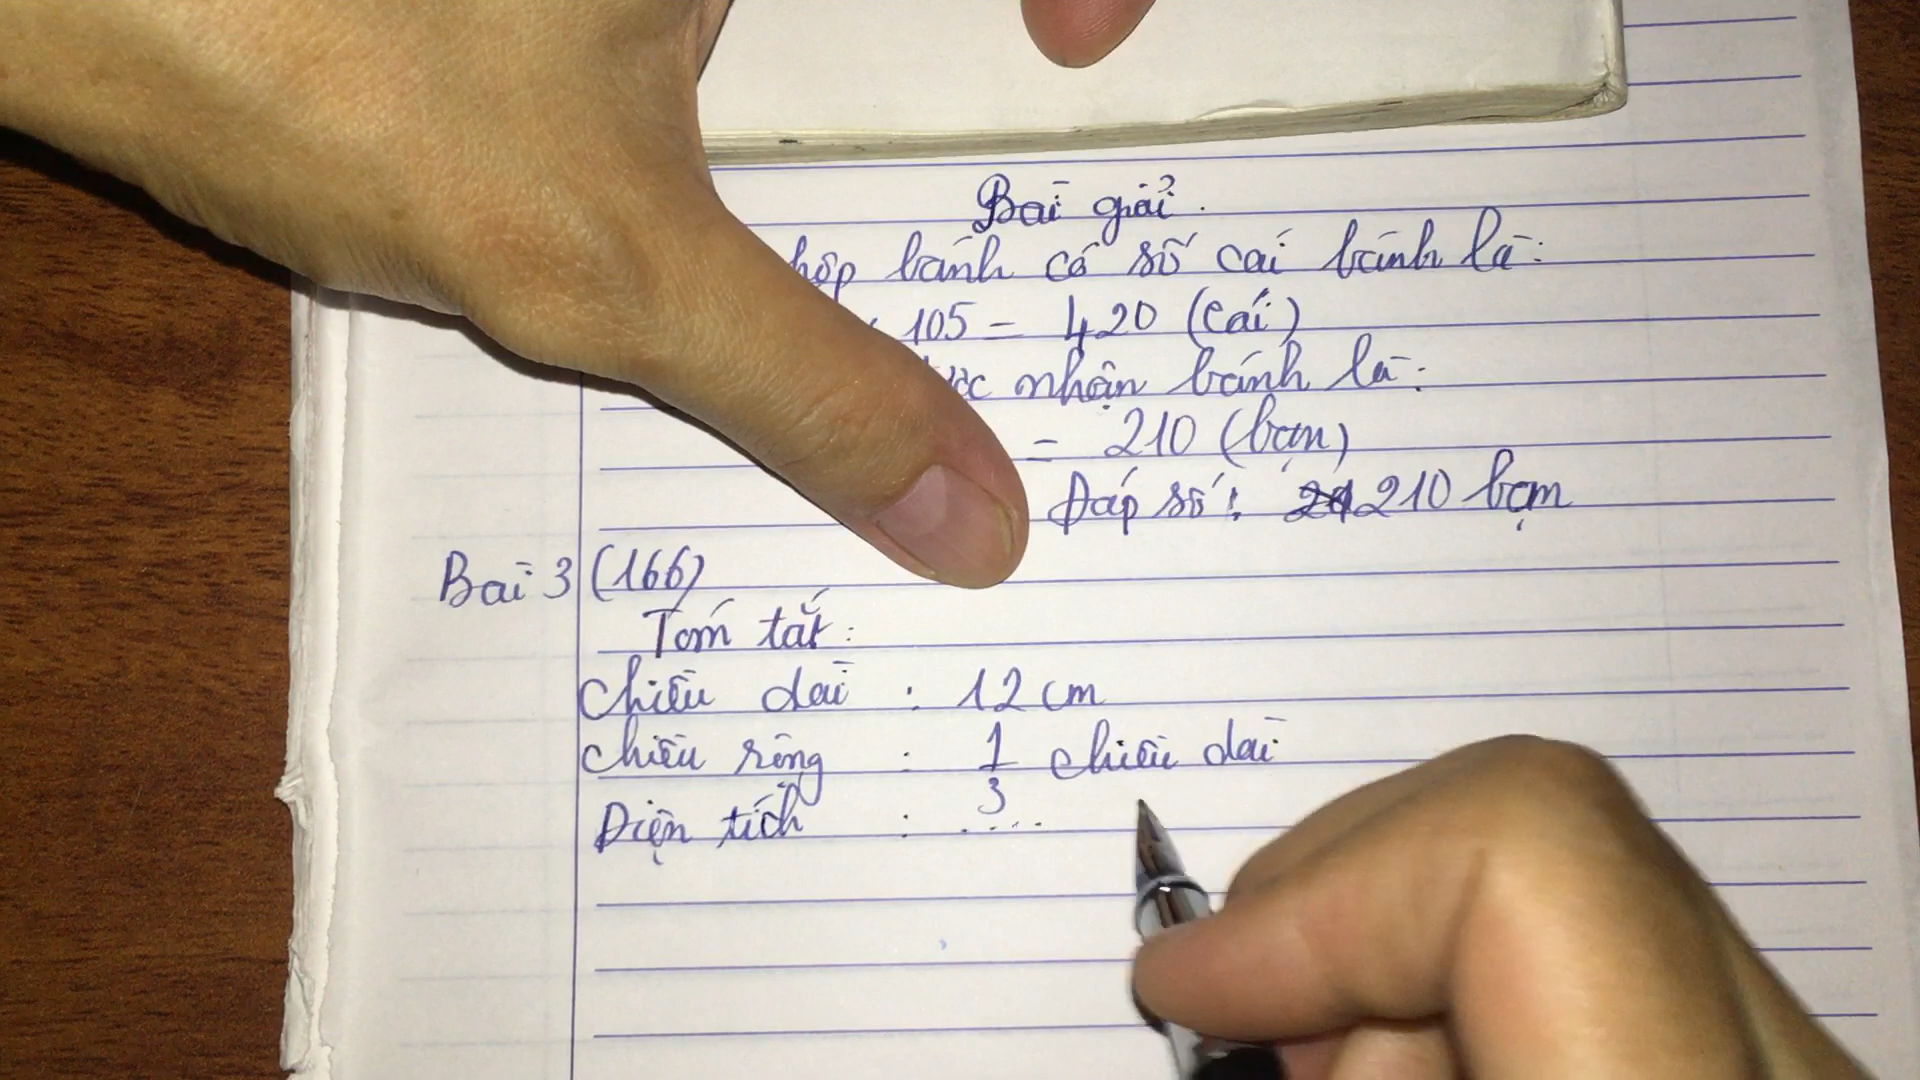 Bài giải.
hộp bánh có số cái bánh là:
105 = 420 (cái)
nhận bánh là:
= 210 (bạn)
Đáp số: 210 bạn
Bài 3 (166)
Tóm tắt:
Chiều dài : 12 cm
Chiều rộng : 1/3 chiều dài
Diện tích : ....